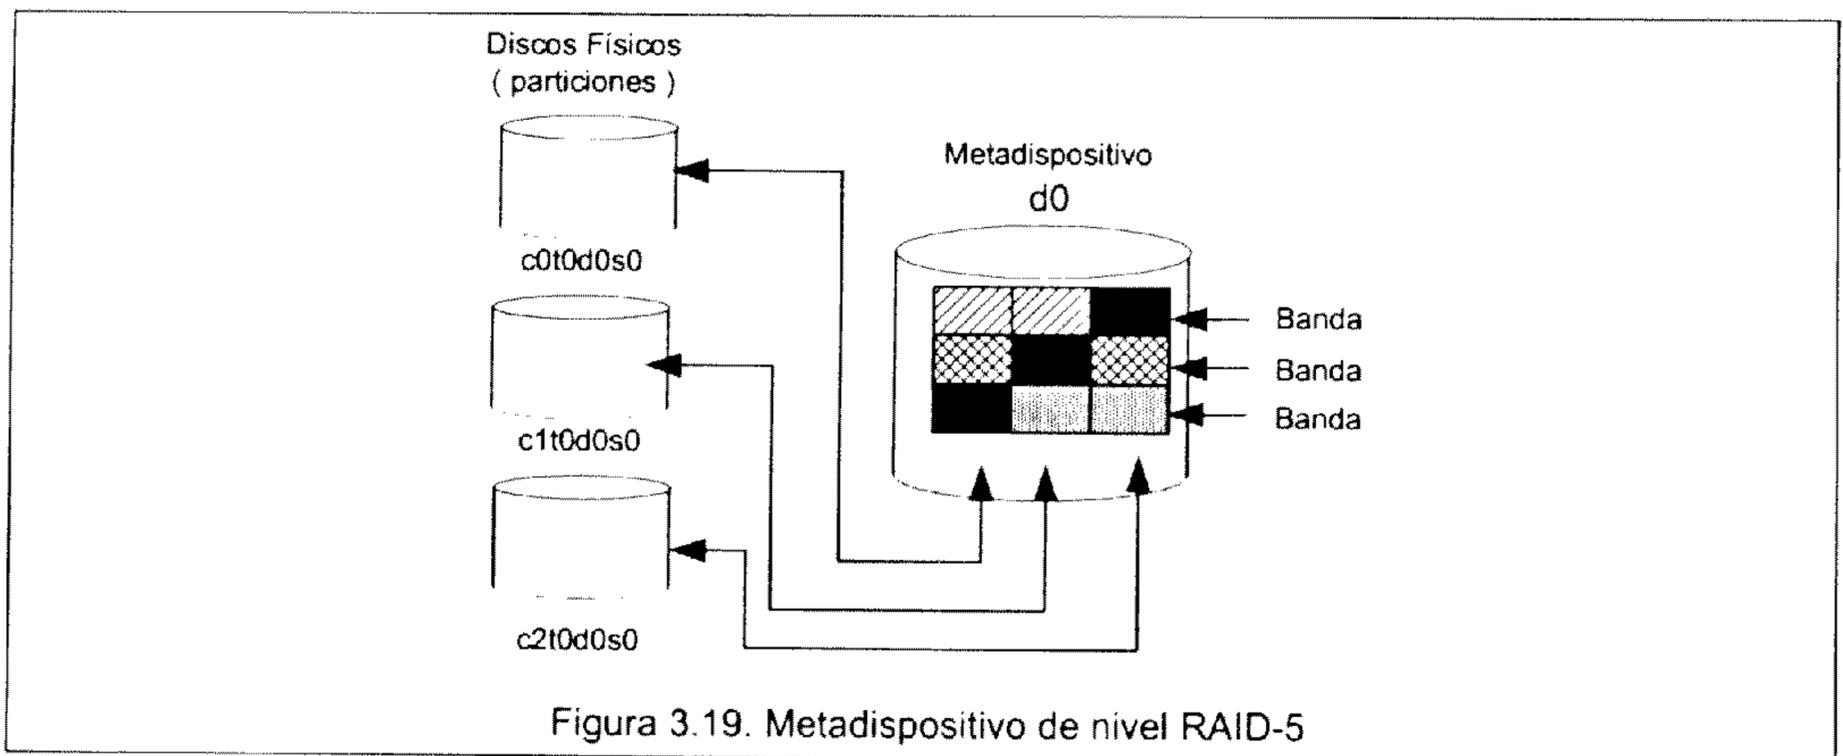 Discos Físicos
( particiones )
c0t0d0s0
c1t0d0s0
c2t0d0s0
Metadispositivo
d0
Banda
Banda
Banda
Figura 3.19. Metadispositivo de nivel RAID-5